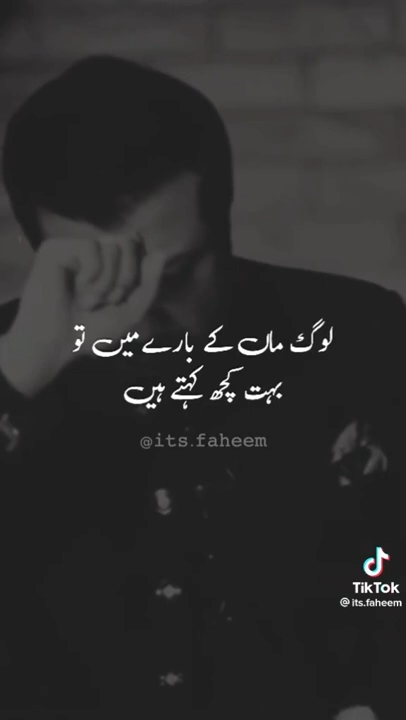 لوگ ماں کے بارے میں تو
بہت کچھ کہتے ہیں
@its.faheem
TikTok
@its.faheem